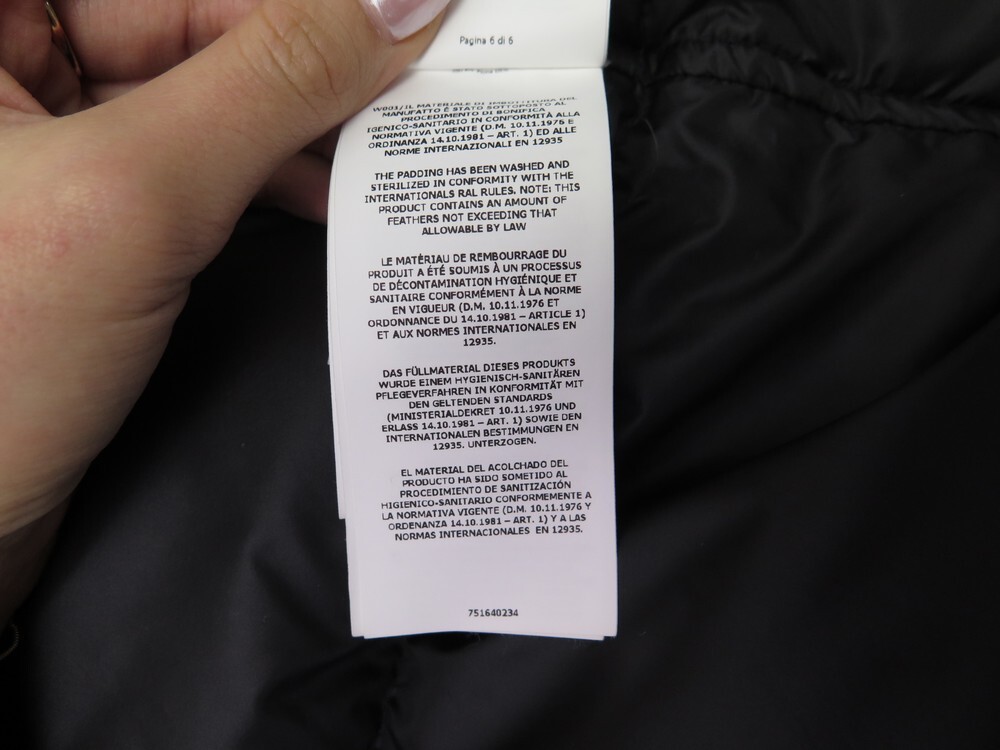 Pagina 6 di 6
W001/IL MATERIALE DI IMBOTTITURA DEL
MANUFATTO È STATO SOTTOPOSTO AL
PROCEDIMENTO DI BONIFICA
IGENICO-SANITARIO IN CONFORMITÀ ALLA
NORMATIVA VIGENTE (D.M. 10.11.1976 E
ORDINANZA 14.10.1981 – ART. 1) ED ALLE
NORME INTERNAZIONALI EN 12935
THE PADDING HAS BEEN WASHED AND
STERILIZED IN CONFORMITY WITH THE
INTERNATIONALS RAL RULES. NOTE: THIS
PRODUCT CONTAINS AN AMOUNT OF
FEATHERS NOT EXCEEDING THAT
ALLOWABLE BY LAW
LE MATÈRIAU DE REMBOURRAGE DU
PRODUIT A ÉTÉ SOUMIS À UN PROCESSUS
DE DÉCONTAMINATION HYGIÉNIQUE ET
SANITAIRE CONFORMÉMENT À LA NORME
EN VIGUEUR (D.M. 10.11.1976 ET
ORDONNANCE DU 14.10.1981 – ARTICLE 1)
ET AUX NORMES INTERNATIONALES EN
12935.
DAS FÜLLMATERIAL DIESES PRODUKTS
WURDE EINEM HYGIENISCH-SANITÄREN
PFLEGEVERFAHREN IN KONFORMITÄT MIT
DEN GELTENDEN STANDARDS
(MINISTERIALDEKRET 10.11.1976 UND
ERLASS 14.10.1981 – ART. 1) SOWIE DEN
INTERNATIONALEN BESTIMMUNGEN EN
12935. UNTERZOGEN.
EL MATERIAL DEL ACOLCHADO DEL
PRODUCTO HA SIDO SOMETIDO AL
PROCEDIMIENTO DE SANITIZACIÓN
HIGIENICO-SANITARIO CONFORMEMENTE A
LA NORMATIVA VIGENTE (D.M. 10.11.1976 Y
ORDENANZA 14.10.1981 – ART. 1) Y A LAS
NORMAS INTERNACIONALES EN 12935.
751640234